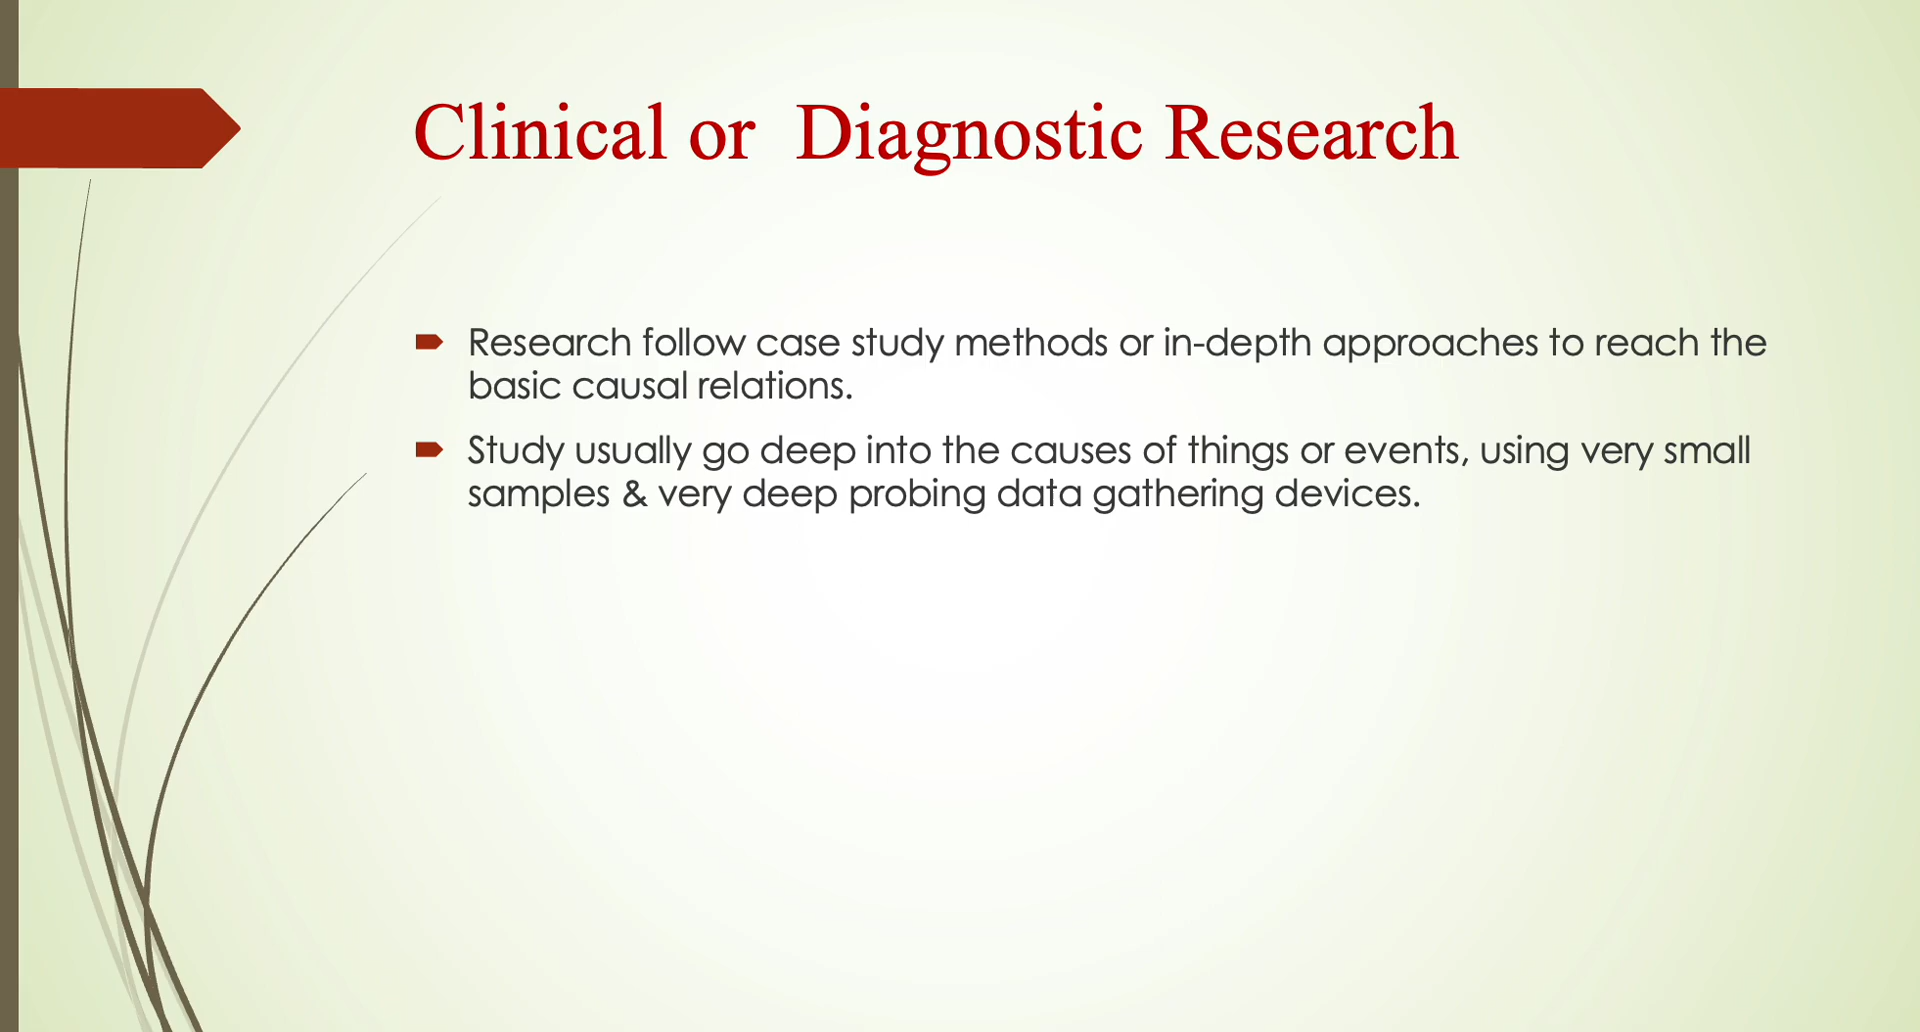 Clinical or  Diagnostic Research
Research follow case study methods or in-depth approaches to reach the
basic causal relations.
Study usually go deep into the causes of things or events, using very small
samples & very deep probing data gathering devices.